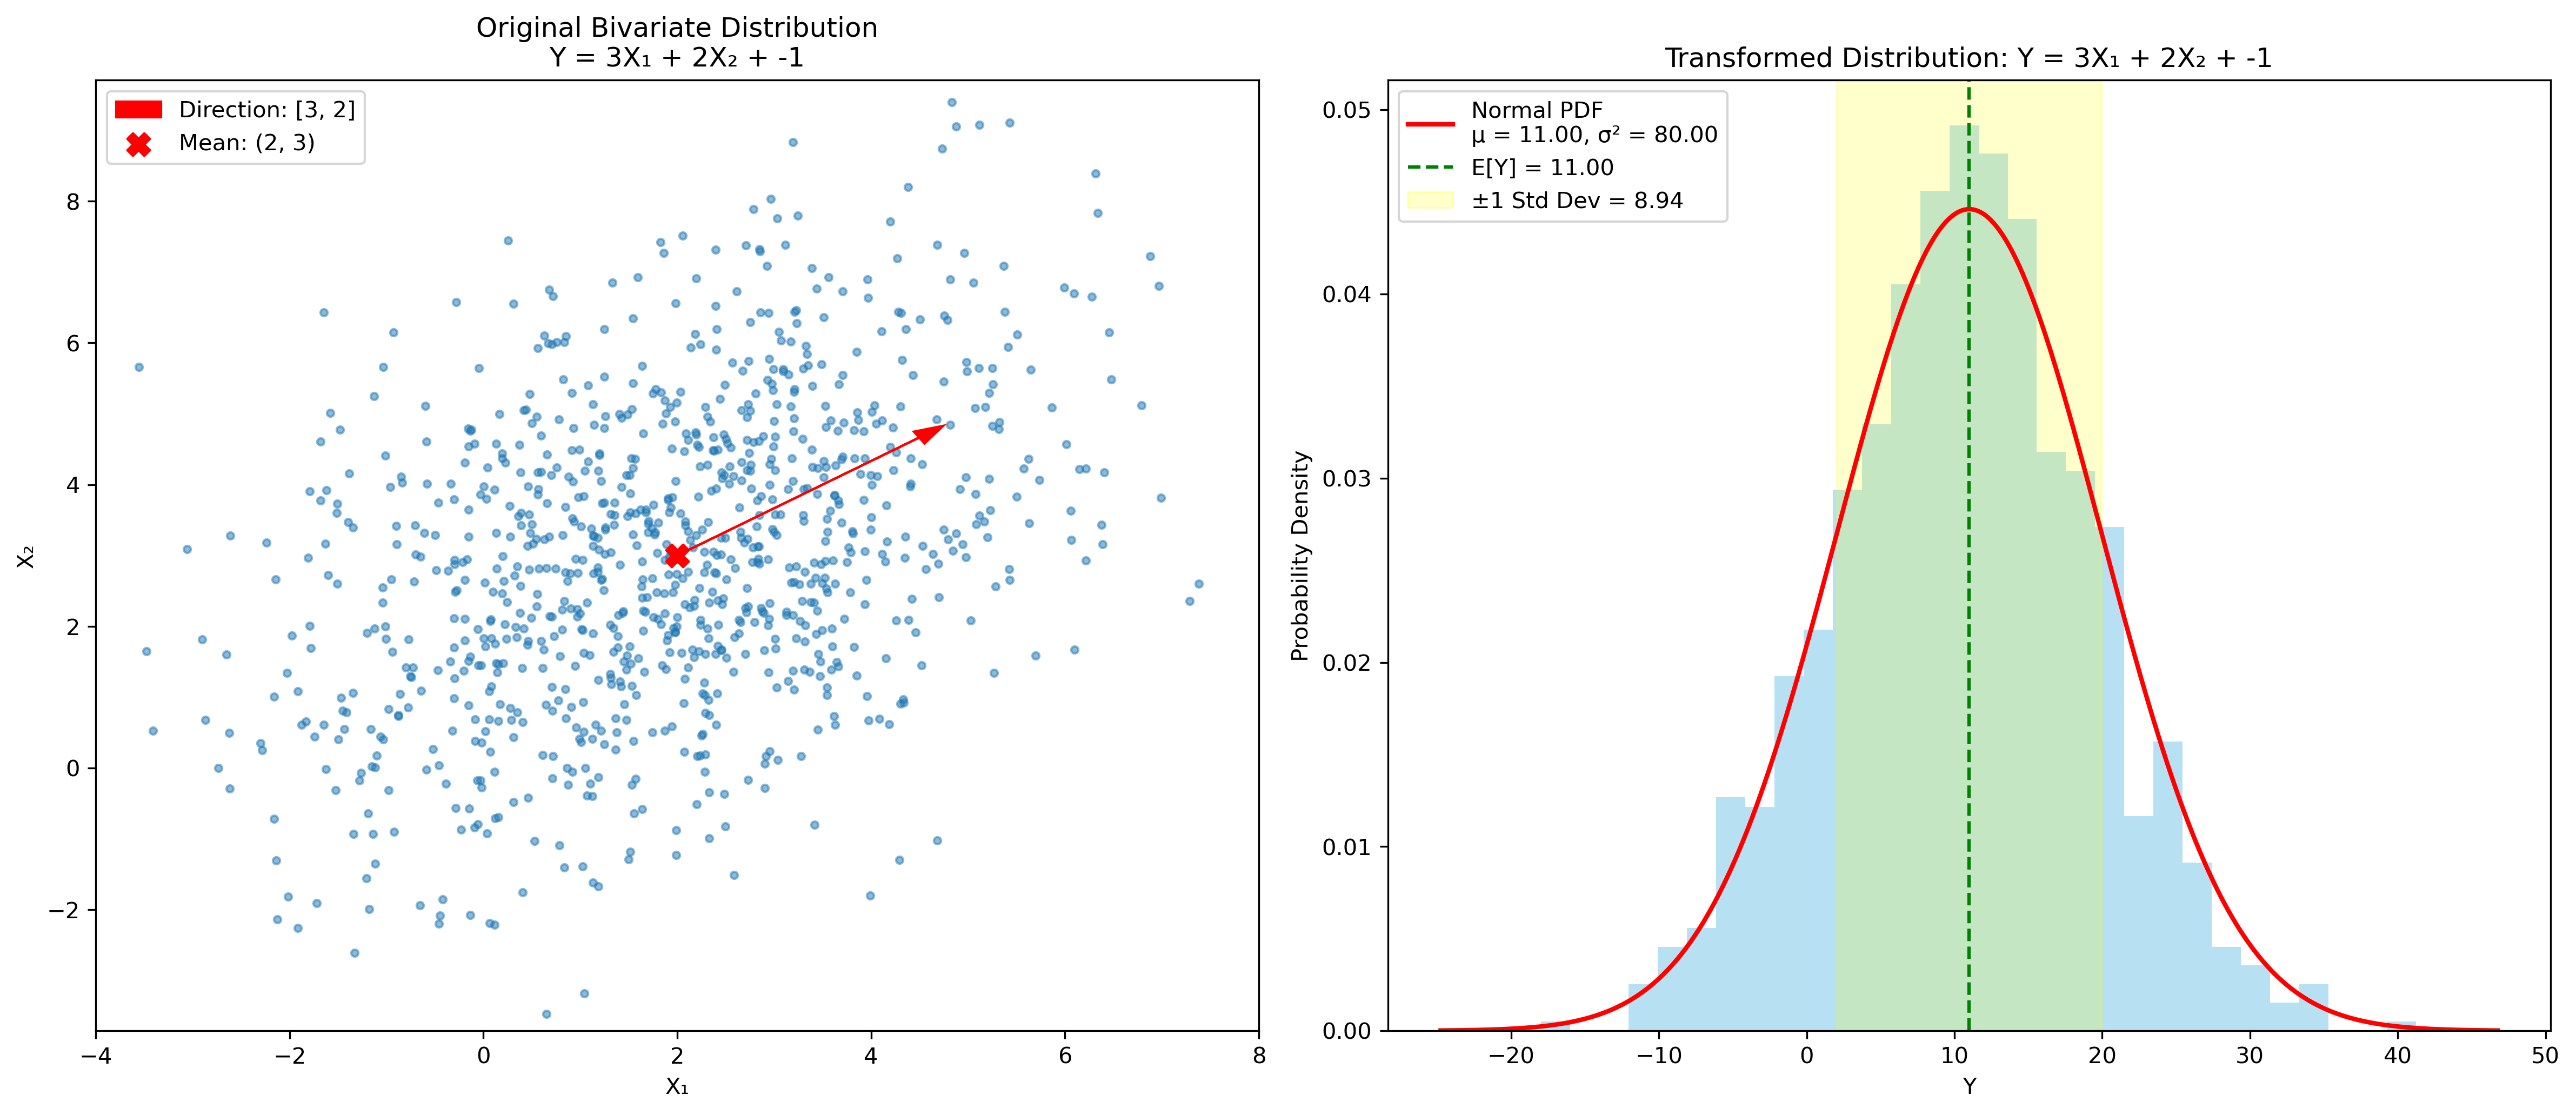 Original Bivariate Distribution
Y = 3X₁ + 2X₂ + -1
Direction: [3, 2]
Mean: (2, 3)
8
6
4
2
0
−2
X₂
−4
−2
0
2
4
6
8
X₁
Transformed Distribution: Y = 3X₁ + 2X₂ + -1
Normal PDF
μ = 11.00, σ² = 80.00
E[Y] = 11.00
±1 Std Dev = 8.94
0.05
0.04
0.03
0.02
0.01
0.00
Probability Density
−20
−10
0
10
20
30
40
50
Y